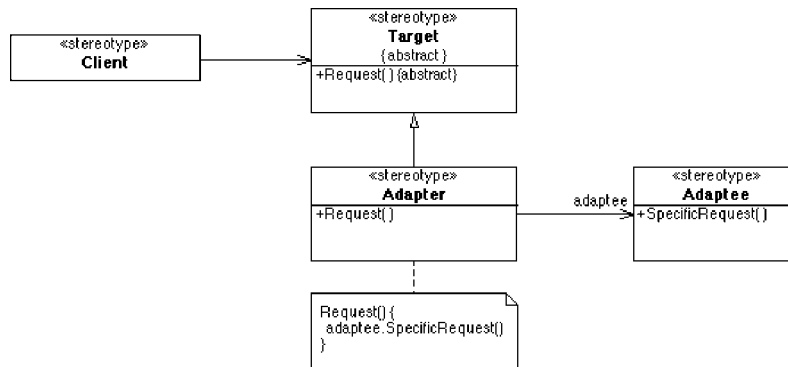 «stereotype»
Client
«stereotype»
Target
{abstract }
+Request() {abstract}
«stereotype»
Adapter
+Request()
adaptee
«stereotype»
Adaptee
+SpecificRequest()
Request() {
adaptee.SpecificRequest()
}